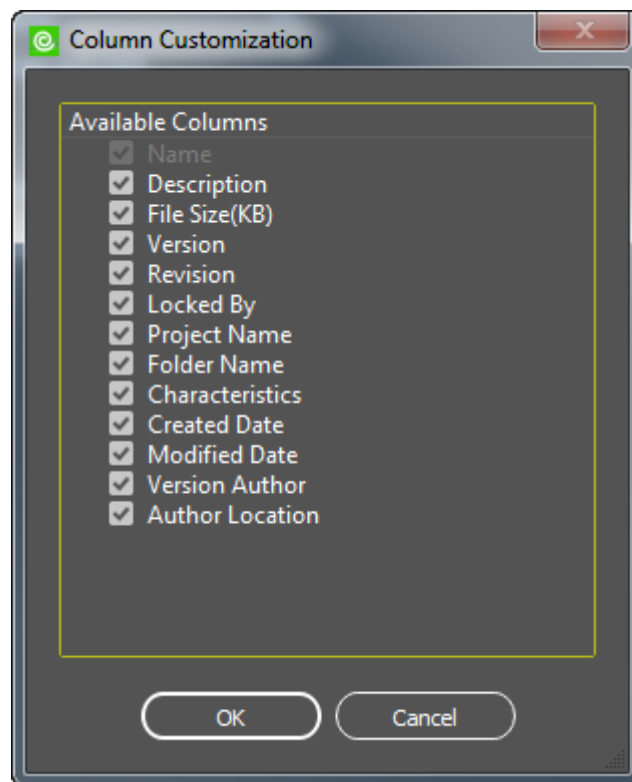 Column Customization
Available Columns
Name
Description
File Size(KB)
Version
Revision
Locked By
Project Name
Folder Name
Characteristics
Created Date
Modified Date
Version Author
Author Location
OK
Cancel